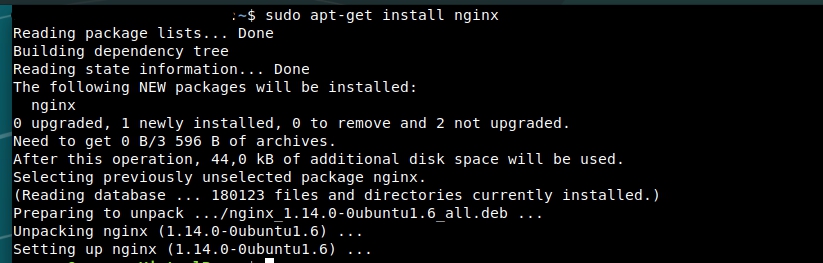 :~$ sudo apt-get install nginx
Reading package lists... Done
Building dependency tree
Reading state information... Done
The following NEW packages will be installed:
nginx
0 upgraded, 1 newly installed, 0 to remove and 2 not upgraded.
Need to get 0 B/3 596 B of archives.
After this operation, 44,0 kB of additional disk space will be used.
Selecting previously unselected package nginx.
(Reading database ... 180123 files and directories currently installed.)
Preparing to unpack .../nginx_1.14.0-0ubuntu1.6_all.deb ...
Unpacking nginx (1.14.0-0ubuntu1.6) ...
Setting up nginx (1.14.0-0ubuntu1.6) ...